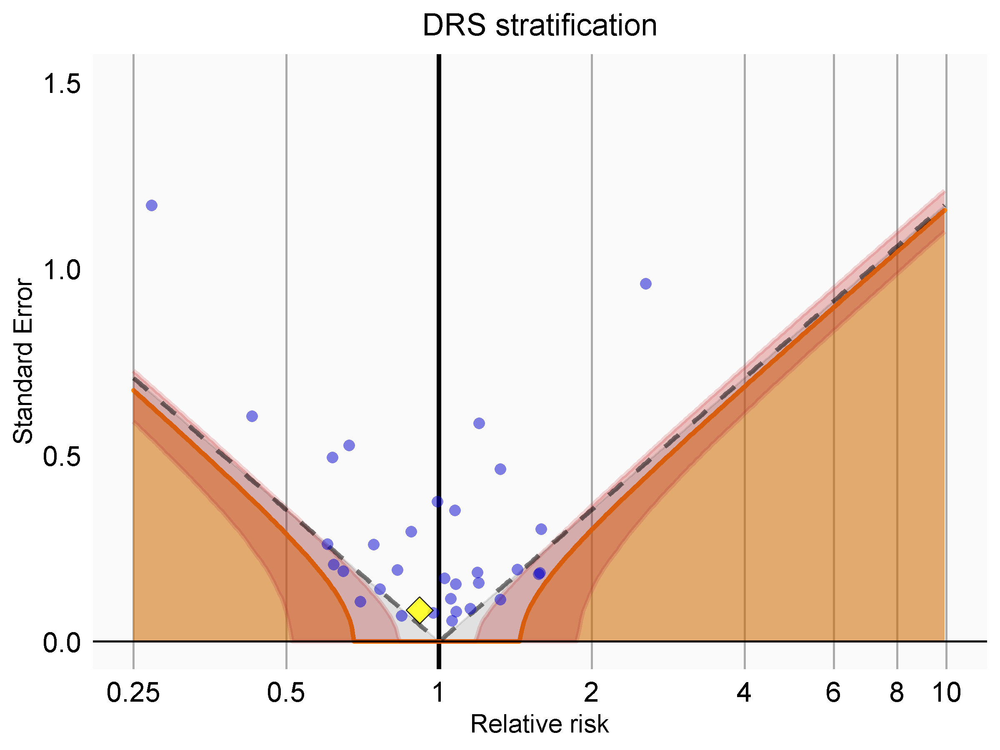 DRS stratification
1.5
1.0
0.5
0.0
Standard Error
0.25 0.5 1 2 4 6 8 10
Relative risk